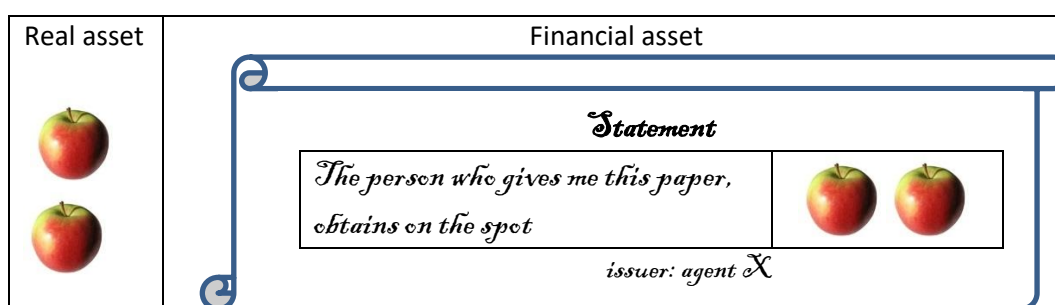 Real asset
Financial asset
Statement
The person who gives me this paper,
obtains on the spot
issuer: agent X